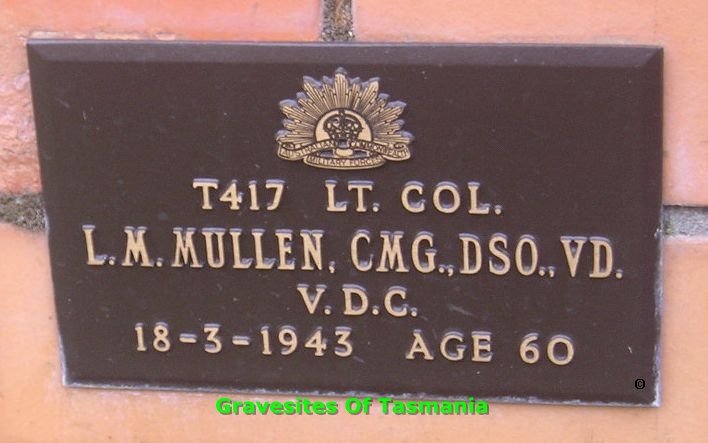 AUSTRALIAN COMMONWEALTH
MILITARY FORCES
T417 LT. COL.
L.M. MULLEN, CMG., DSO., VD.
V.D.C.
18-3-1943 AGE 60
©
Gravesites Of Tasmania